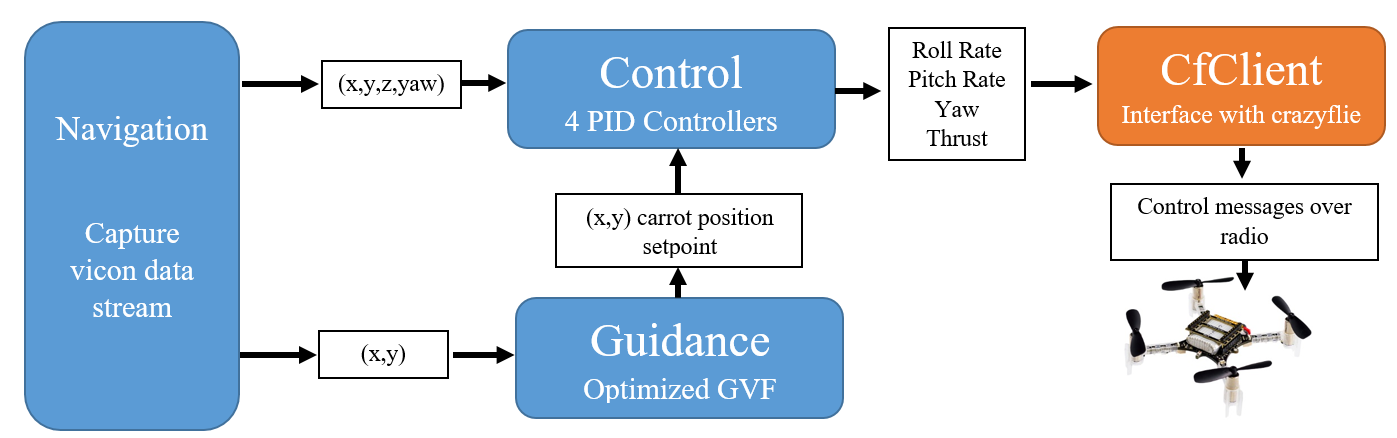 Navigation
Capture
vicon data
stream
(x,y,z,yaw)
(x,y)
Control
4 PID Controllers
(x,y) carrot position
setpoint
Guidance
Optimized GVF
Roll Rate
Pitch Rate
Yaw
Thrust
CfClient
Interface with crazyflie
Control messages over
radio